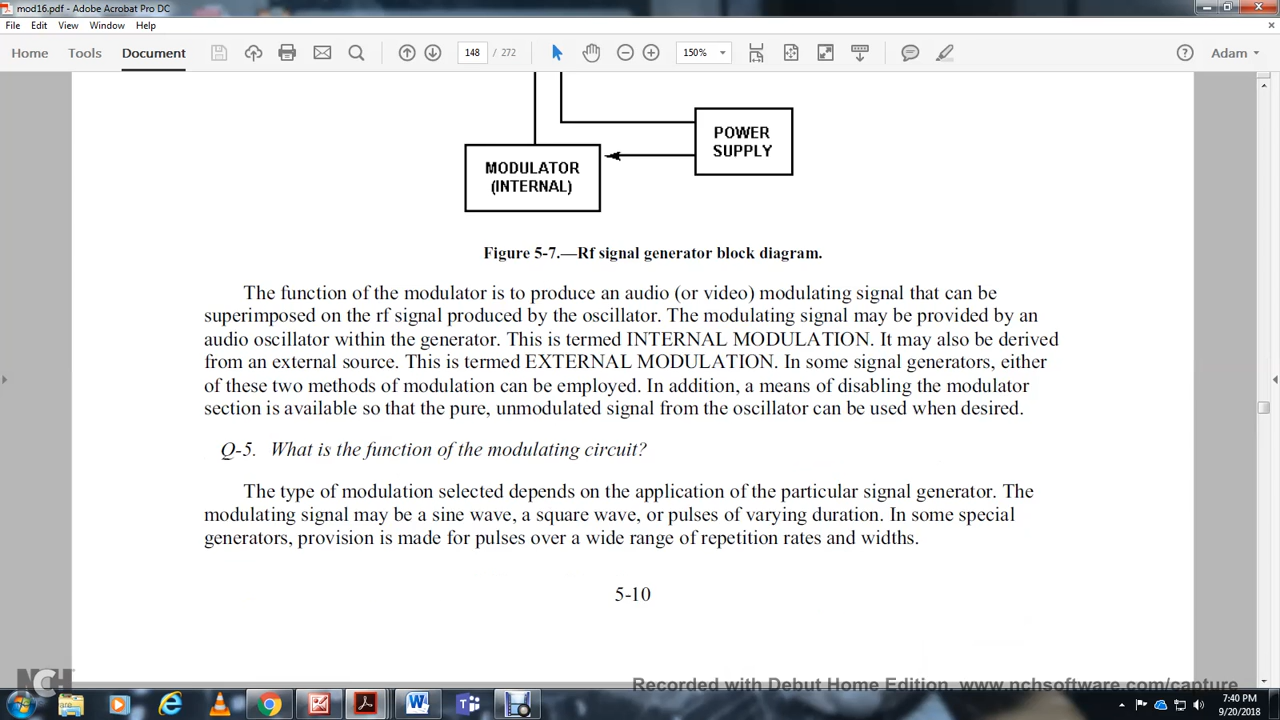 mod16.pdf - Adobe Acrobat Pro DC
File Edit View Window Help
Home Tools Document 148 / 272 150% Adam
POWER
SUPPLY
MODULATOR
(INTERNAL)
Figure 5-7.—Rf signal generator block diagram.
The function of the modulator is to produce an audio (or video) modulating signal that can be
superimposed on the rf signal produced by the oscillator. The modulating signal may be provided by an
audio oscillator within the generator. This is termed INTERNAL MODULATION. It may also be derived
from an external source. This is termed EXTERNAL MODULATION. In some signal generators, either
of these two methods of modulation can be employed. In addition, a means of disabling the modulator
section is available so that the pure, unmodulated signal from the oscillator can be used when desired.
Q-5. What is the function of the modulating circuit?
The type of modulation selected depends on the application of the particular signal generator. The
modulating signal may be a sine wave, a square wave, or pulses of varying duration. In some special
generators, provision is made for pulses over a wide range of repetition rates and widths.
5-10
NCH
Recorded with Debut Home Edition. www.nchsoftware.com/capture
7:40 PM
9/20/2018